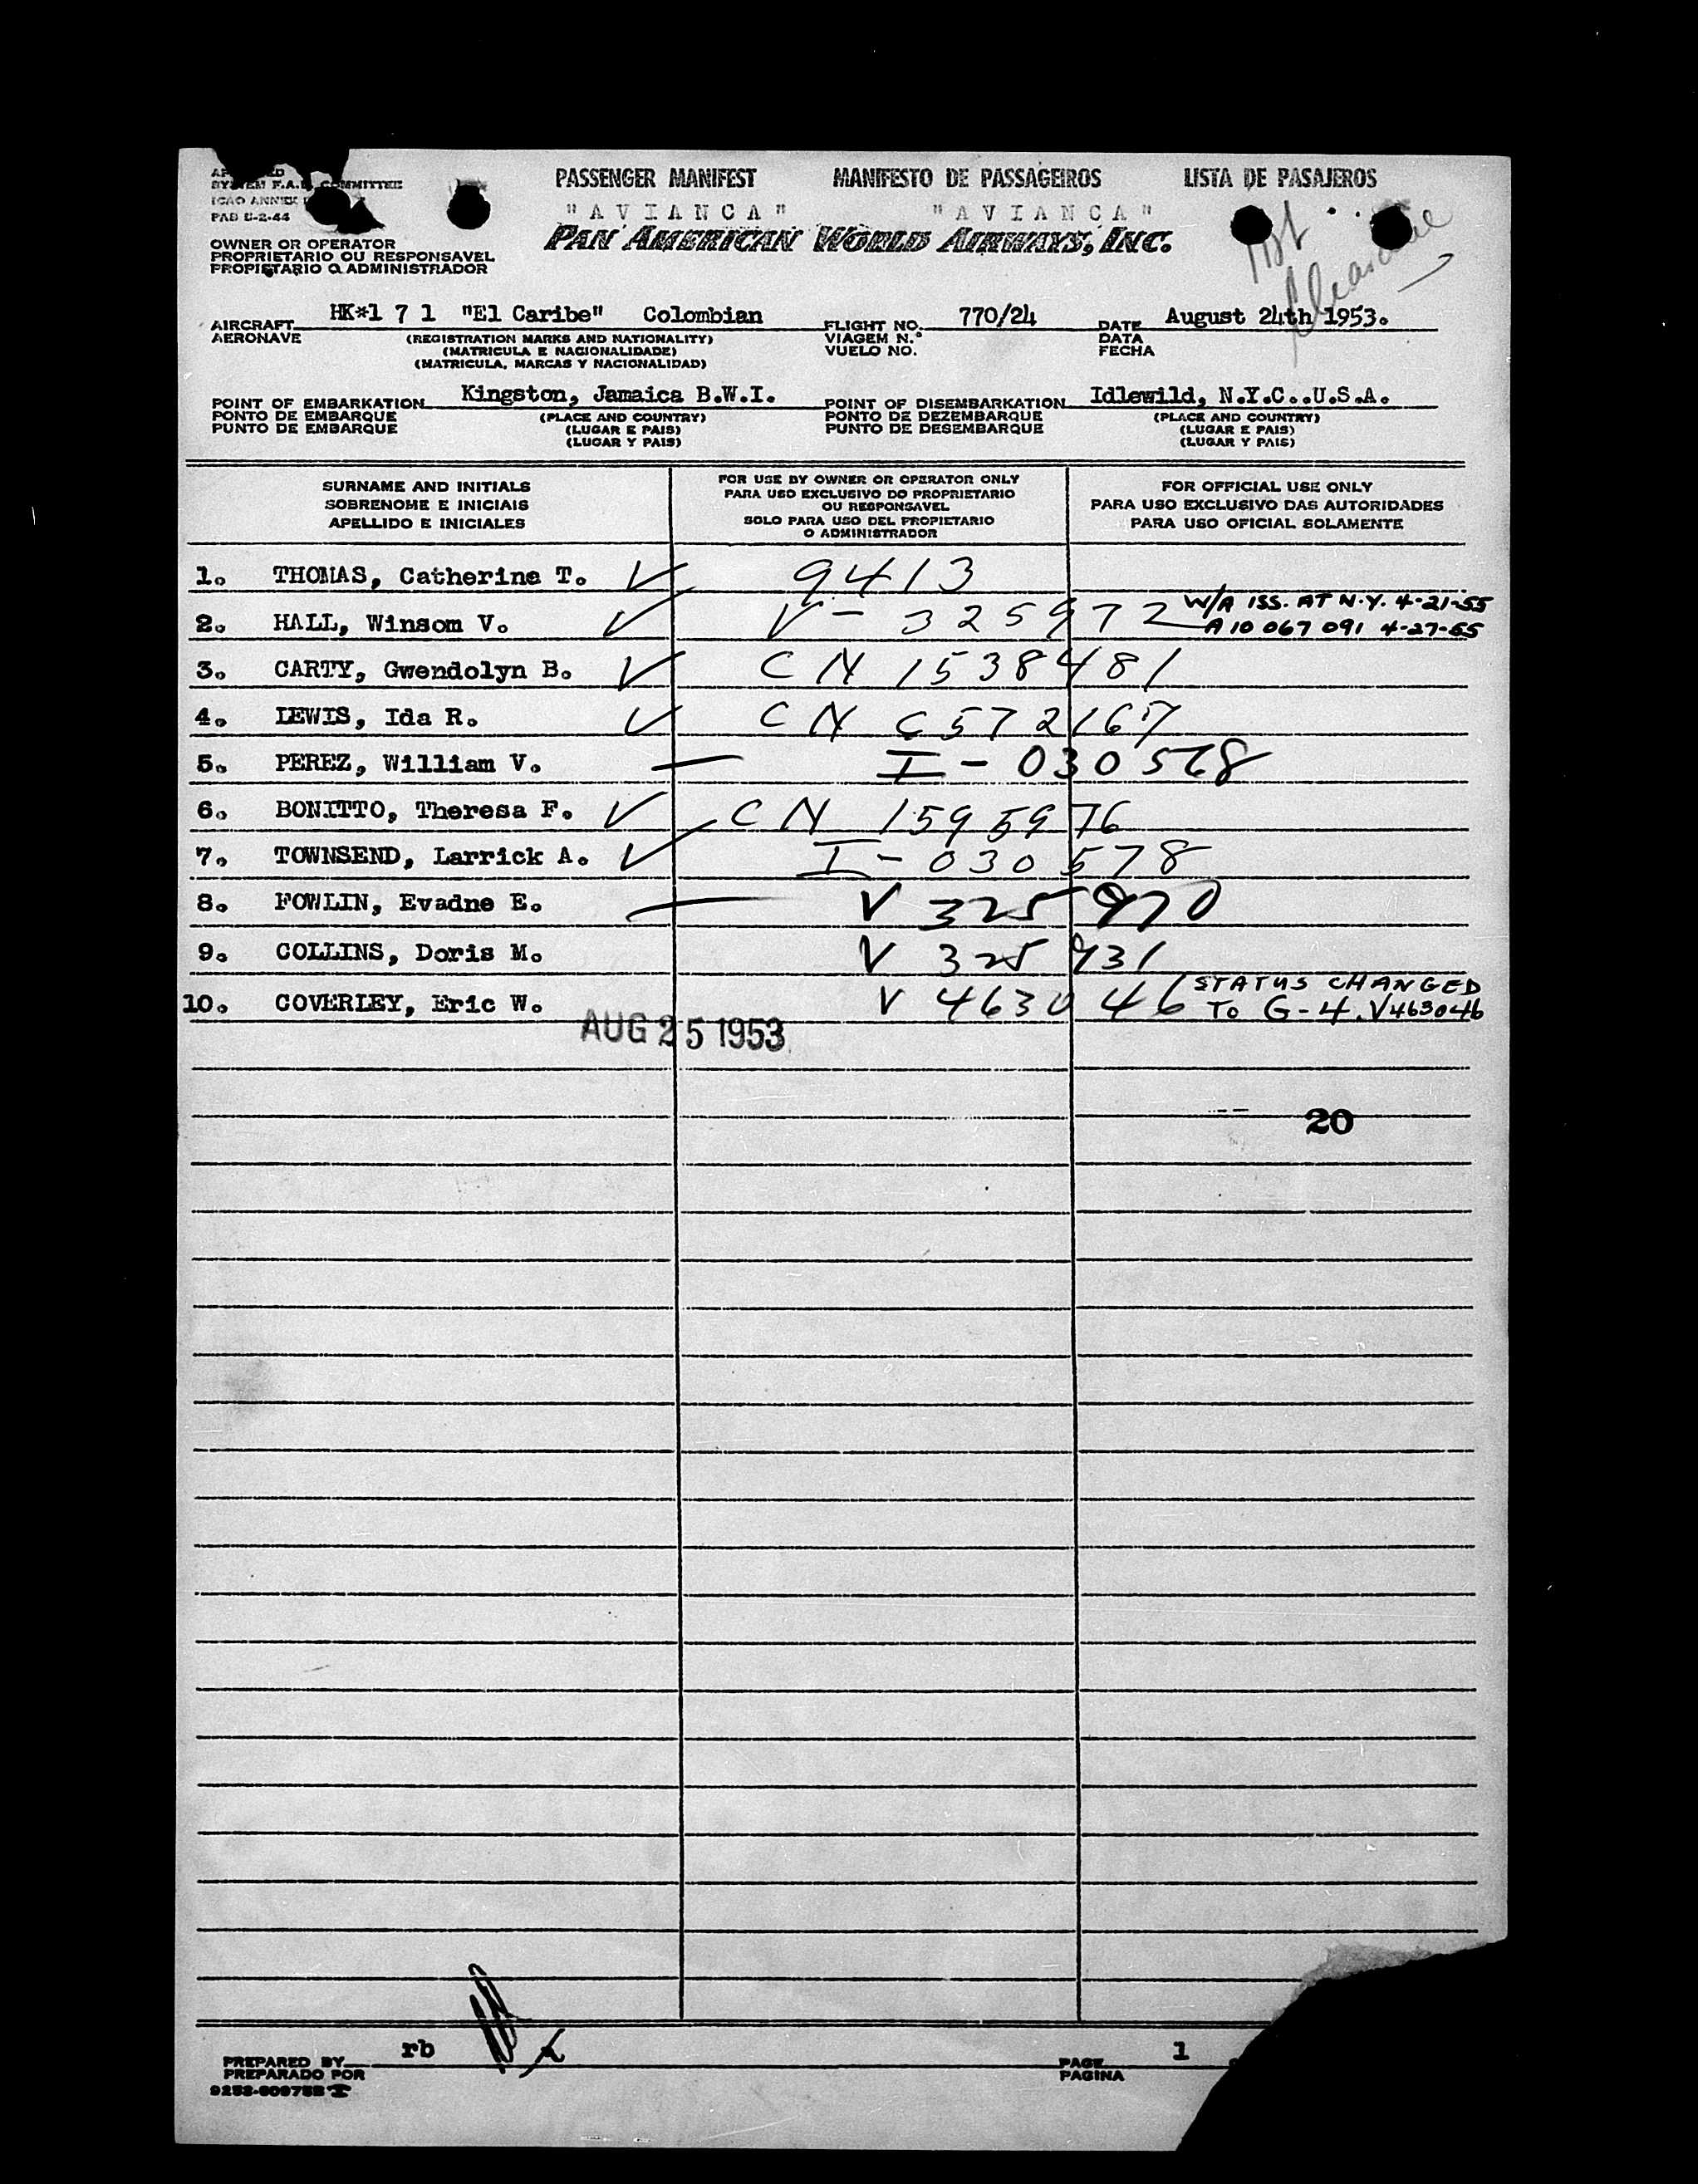 PASSENGER MANIFEST MANIFESTO DE PASSAGEIROS LISTA DE PASAJEROS
SYSTEM F.A.L. COMMITTEE
ICAO ANNEX
PAB G-2-44
"AVIANCA" "AVIANCA"
PAN AMERICAN WORLD AIRWAYS, INC.
1st
OWNER OR OPERATOR
PROPRIETARIO OU RESPONSAVEL
PROPIETARIO O ADMINISTRADOR
AIRCRAFT HK*1 7 1 "El Caribe" Colombian FLIGHT NO. 770/24 DATE August 24th 1953.
AERONAVE (REGISTRATION MARKS AND NATIONALITY) VIAGEM N.° DATA
(MATRICULA E NACIONALIDADE) VUELO NO. FECHA
(MATRICULA, MARCAS Y NACIONALIDAD)
POINT OF EMBARKATION Kingston, Jamaica B.W.I. POINT OF DISEMBARKATION Idlewild, N.Y.C..U.S.A.
PONTO DE EMBARQUE (PLACE AND COUNTRY) PONTO DE DEZEMBARQUE (PLACE AND COUNTRY)
PUNTO DE EMBARQUE (LUGAR E PAIS) PUNTO DE DESEMBARQUE (LUGAR E PAIS)
(LUGAR Y PAIS) (LUGAR Y PAIS)
SURNAME AND INITIALS
SOBRENOME E INICIAIS
APELLIDO E INICIALES
FOR USE BY OWNER OR OPERATOR ONLY
PARA USO EXCLUSIVO DO PROPRIETARIO
OU RESPONSAVEL
SOLO PARA USO DEL PROPIETARIO
O ADMINISTRADOR
FOR OFFICIAL USE ONLY
PARA USO EXCLUSIVO DAS AUTORIDADES
PARA USO OFICIAL SOLAMENTE
1. THOMAS, Catherine T. ✓ 9413
2. HALL, Winsom V. ✓ V - 325972 W/A ISS. AT N.Y. 4-21-55
A10 067 091 4-27-55
3. CARTY, Gwendolyn B. ✓ CN 1538481
4. LEWIS, Ida R. ✓ CN C572167
5. PEREZ, William V. — I - 030568
6. BONITTO, Theresa F. ✓ CN 1595976
7. TOWNSEND, Larrick A. ✓ I - 030578
8. FOWLIN, Evadne E. — V 325970
9. COLLINS, Doris M. V 325931
10. COVERLEY, Eric W. V 463046 STATUS CHANGED
TO G-4. V463046
AUG 25 1953
20
PREPARED BY rb PAGE 1
PREPARADO POR PAGINA